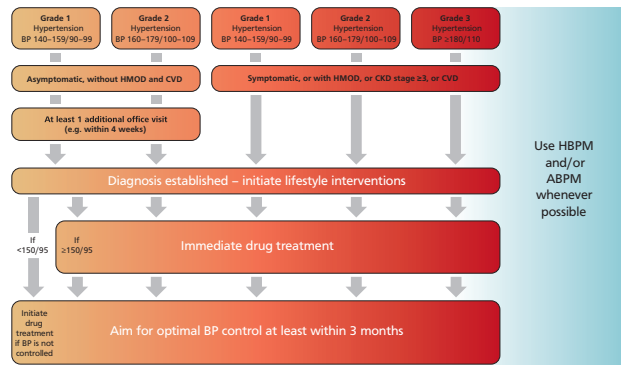 Grade 1
Hypertension
BP 140–159/90–99
Grade 2
Hypertension
BP 160–179/100–109
Grade 1
Hypertension
BP 140–159/90–99
Grade 2
Hypertension
BP 160–179/100–109
Grade 3
Hypertension
BP ≥180/110
Asymptomatic, without HMOD and CVD
Symptomatic, or with HMOD, or CKD stage ≥3, or CVD
At least 1 additional office visit
(e.g. within 4 weeks)
Use HBPM
and/or
ABPM
whenever
possible
Diagnosis established – initiate lifestyle interventions
If
<150/95
If
≥150/95
Immediate drug treatment
Initiate
drug
treatment
if BP is not
controlled
Aim for optimal BP control at least within 3 months